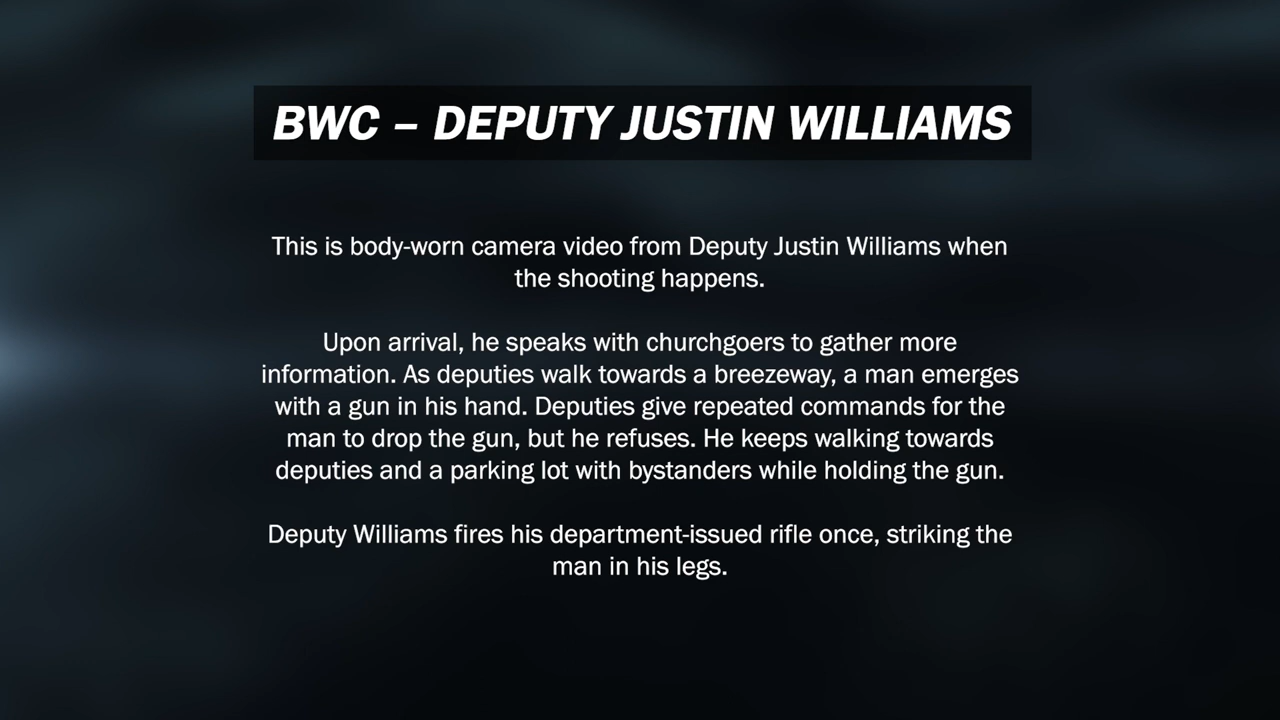 BWC – DEPUTY JUSTIN WILLIAMS
This is body-worn camera video from Deputy Justin Williams when
the shooting happens.
Upon arrival, he speaks with churchgoers to gather more
information. As deputies walk towards a breezeway, a man emerges
with a gun in his hand. Deputies give repeated commands for the
man to drop the gun, but he refuses. He keeps walking towards
deputies and a parking lot with bystanders while holding the gun.
Deputy Williams fires his department-issued rifle once, striking the
man in his legs.